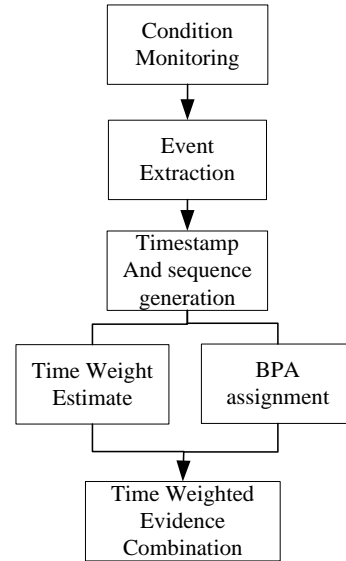 Condition
Monitoring
Event
Extraction
Timestamp
And sequence
generation
Time Weight
Estimate
BPA
assignment
Time Weighted
Evidence
Combination